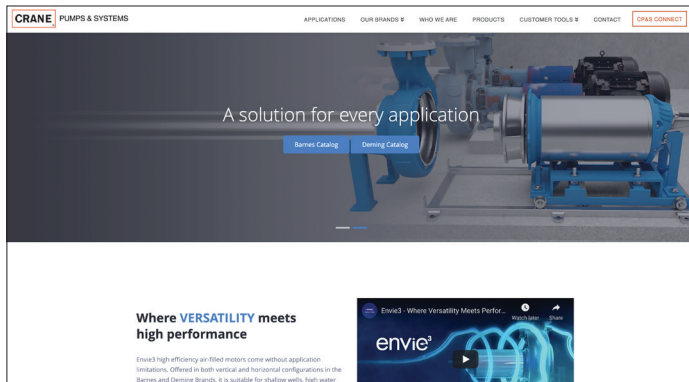 CRANE PUMPS & SYSTEMS
APPLICATIONS OUR BRANDS WHO WE ARE PRODUCTS CUSTOMER TOOLS CONTACT CP&S CONNECT
A solution for every application
Barnes Catalog Deming Catalog
Where VERSATILITY meets
high performance
Envie3 high efficiency air-filled motors come without application
limitations. Offered in both vertical and horizontal configurations in the
Barnes and Deming Brands, it is suitable for shallow wells, high water
Envie3 - Where Versatility Meets Perfor...
Watch later Share
envie³